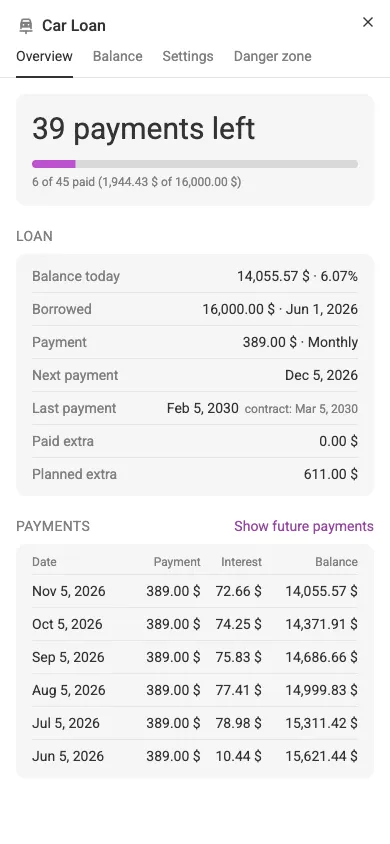 Car Loan
Overview Balance Settings Danger zone
39 payments left
6 of 45 paid (1,944.43 $ of 16,000.00 $)
LOAN
Balance today 14,055.57 $ · 6.07%
Borrowed 16,000.00 $ · Jun 1, 2026
Payment 389.00 $ · Monthly
Next payment Dec 5, 2026
Last payment Feb 5, 2030 contract: Mar 5, 2030
Paid extra 0.00 $
Planned extra 611.00 $
PAYMENTS Show future payments
Date Payment Interest Balance
Nov 5, 2026 389.00 $ 72.66 $ 14,055.57 $
Oct 5, 2026 389.00 $ 74.25 $ 14,371.91 $
Sep 5, 2026 389.00 $ 75.83 $ 14,686.66 $
Aug 5, 2026 389.00 $ 77.41 $ 14,999.83 $
Jul 5, 2026 389.00 $ 78.98 $ 15,311.42 $
Jun 5, 2026 389.00 $ 10.44 $ 15,621.44 $